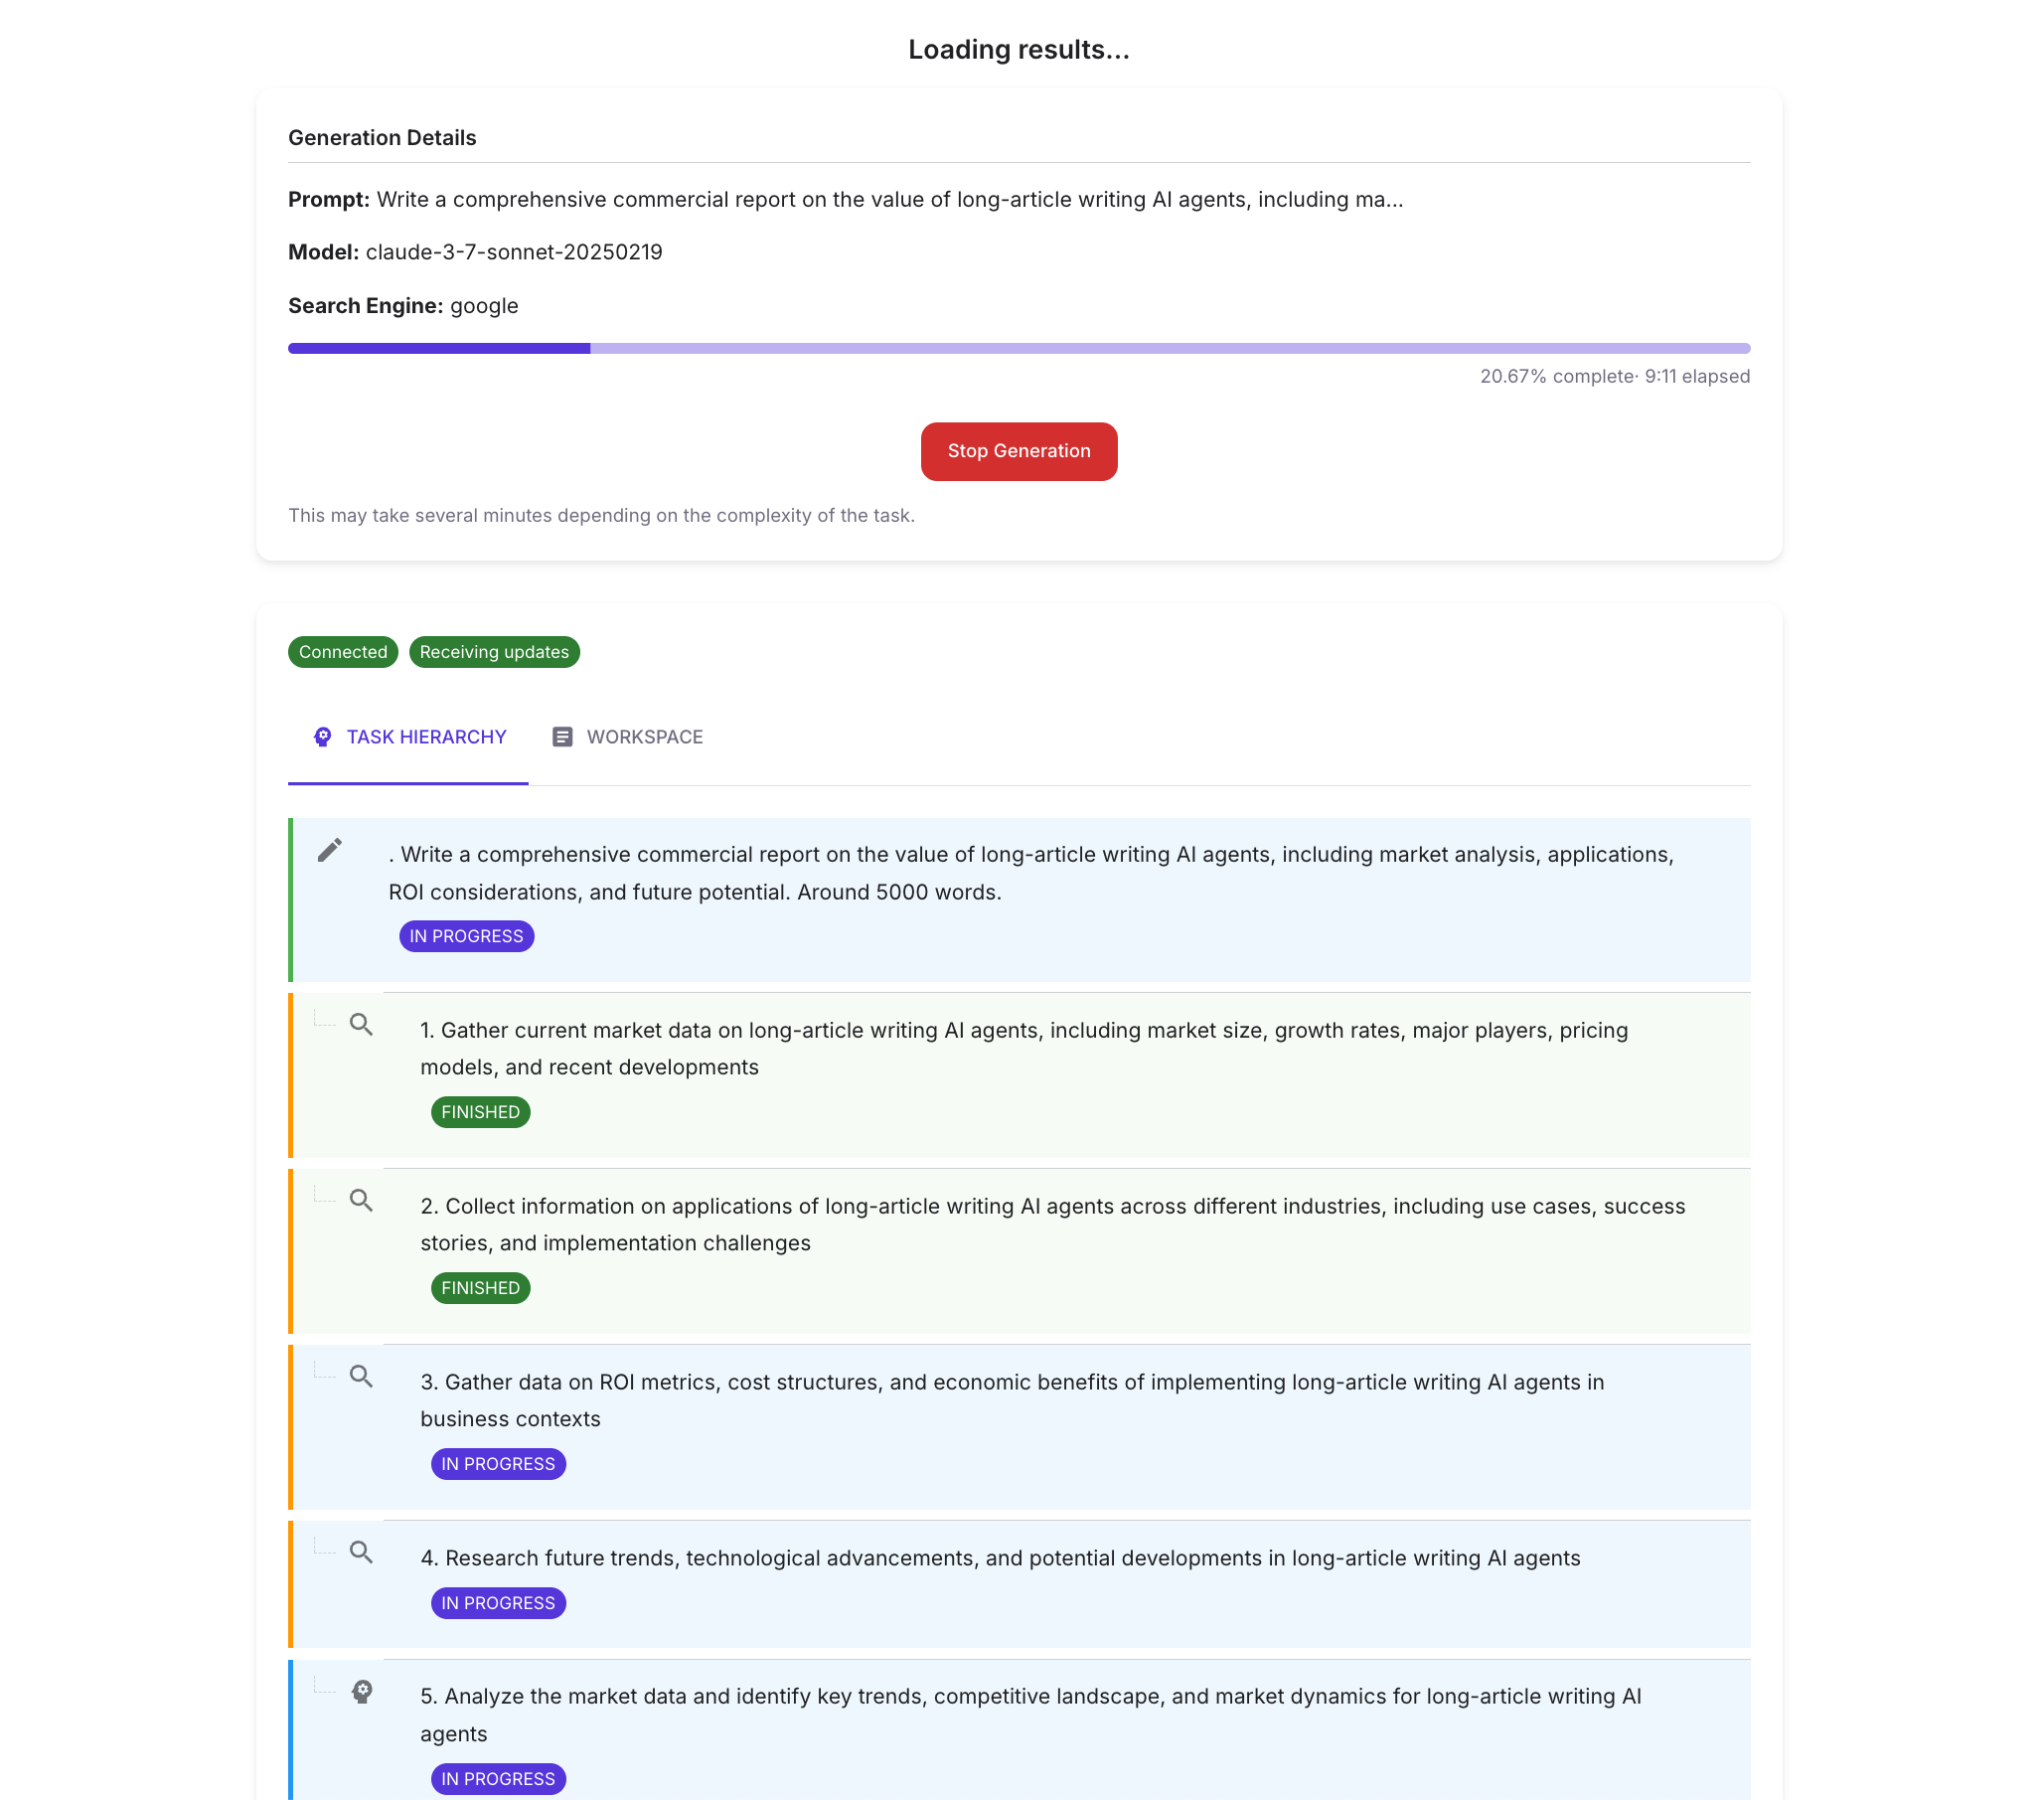 Loading results...
Generation Details
Prompt: Write a comprehensive commercial report on the value of long-article writing AI agents, including ma...
Model: claude-3-7-sonnet-20250219
Search Engine: google
20.67% complete· 9:11 elapsed
Stop Generation
This may take several minutes depending on the complexity of the task.
Connected Receiving updates
TASK HIERARCHY WORKSPACE
. Write a comprehensive commercial report on the value of long-article writing AI agents, including market analysis, applications,
ROI considerations, and future potential. Around 5000 words.
IN PROGRESS
1. Gather current market data on long-article writing AI agents, including market size, growth rates, major players, pricing
models, and recent developments
FINISHED
2. Collect information on applications of long-article writing AI agents across different industries, including use cases, success
stories, and implementation challenges
FINISHED
3. Gather data on ROI metrics, cost structures, and economic benefits of implementing long-article writing AI agents in
business contexts
IN PROGRESS
4. Research future trends, technological advancements, and potential developments in long-article writing AI agents
IN PROGRESS
5. Analyze the market data and identify key trends, competitive landscape, and market dynamics for long-article writing AI
agents
IN PROGRESS